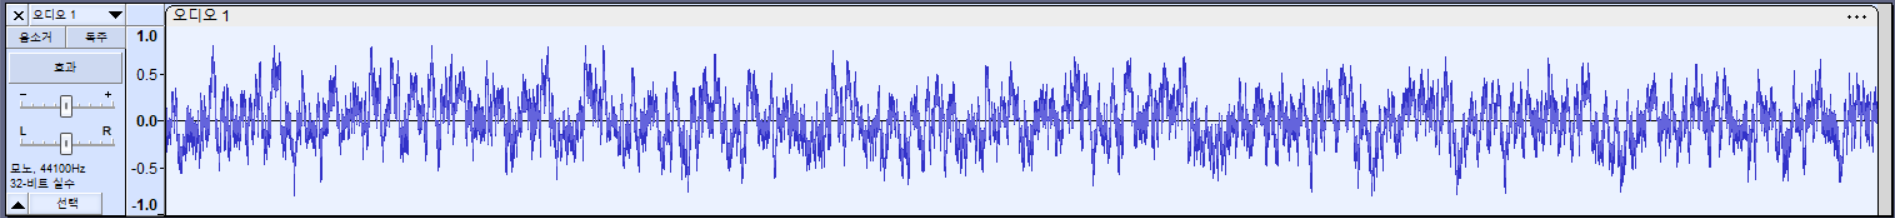 오디오 1
음소거 독주
효과
- +
L R
모노, 44100Hz
32-비트 실수
선택
1.0
0.5
0.0
-0.5
-1.0
오디오 1